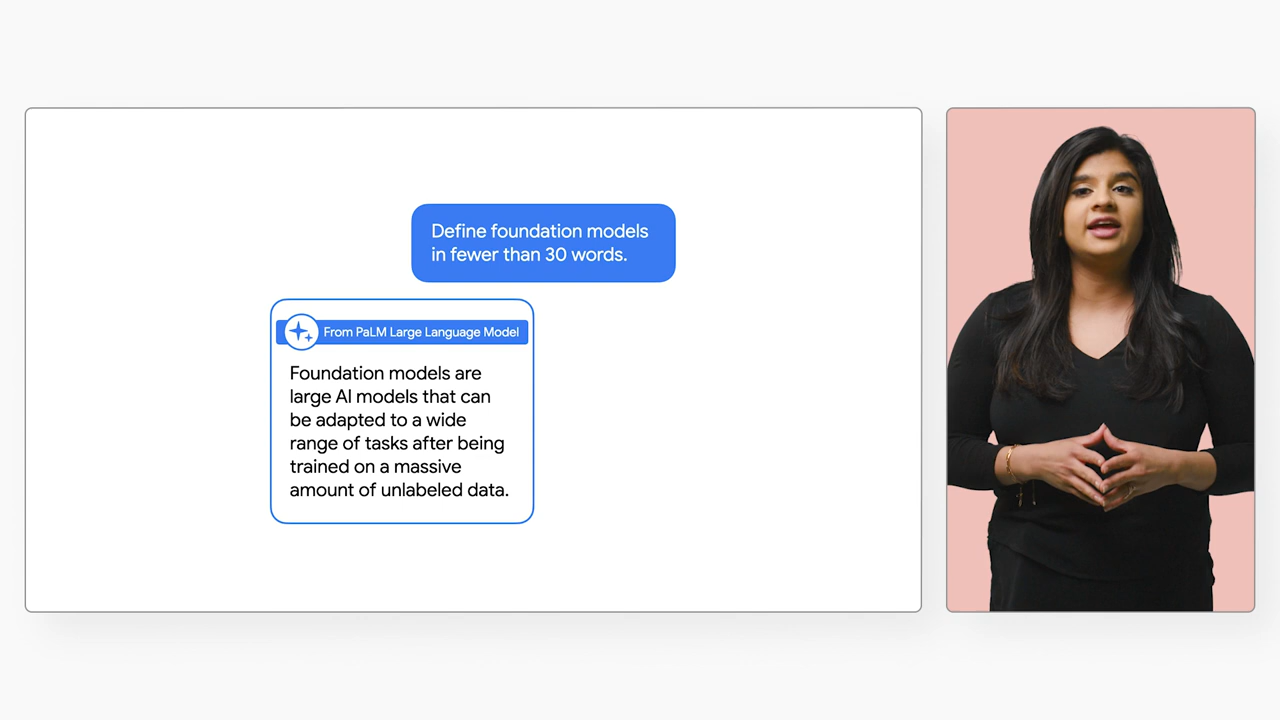 Define foundation models
in fewer than 30 words.
From PaLM Large Language Model
Foundation models are
large AI models that can
be adapted to a wide
range of tasks after being
trained on a massive
amount of unlabeled data.